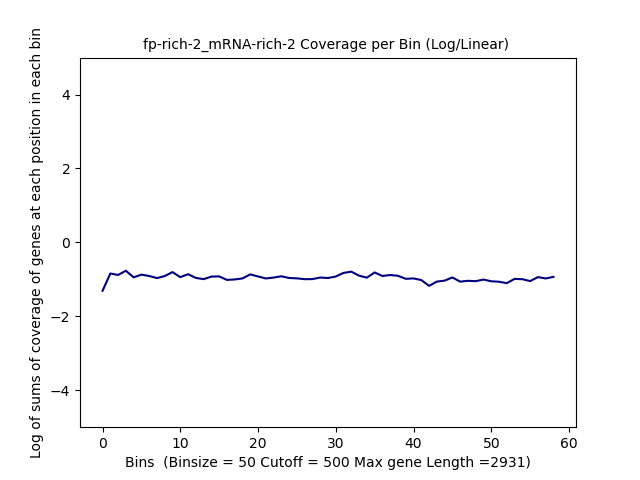 fp-rich-2_mRNA-rich-2 Coverage per Bin (Log/Linear)
Log of sums of coverage of genes at each position in each bin
4
2
0
−2
−4
0 10 20 30 40 50 60
Bins  (Binsize = 50 Cutoff = 500 Max gene Length =2931)